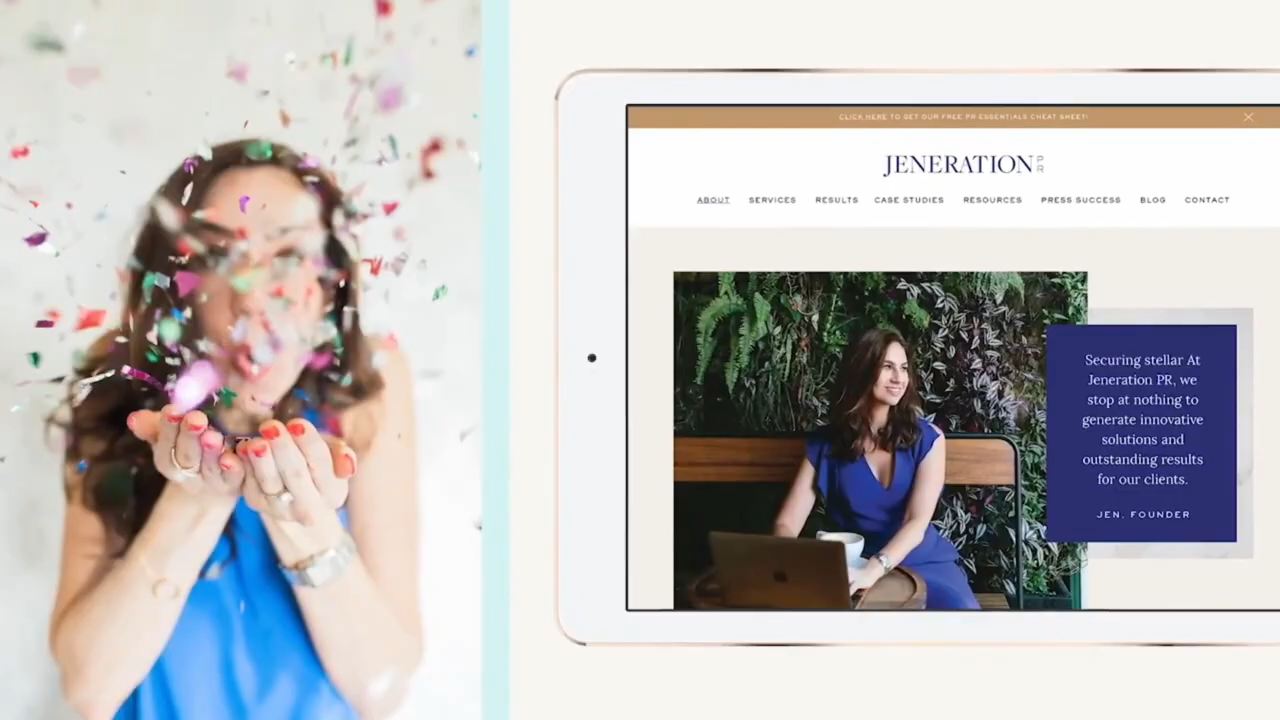 CLICK HERE TO GET OUR FREE PR ESSENTIALS CHEAT SHEET!
JENERATION PR
ABOUT SERVICES RESULTS CASE STUDIES RESOURCES PRESS SUCCESS BLOG CONTACT
Securing stellar At
Jeneration PR, we
stop at nothing to
generate innovative
solutions and
outstanding results
for our clients.
JEN, FOUNDER